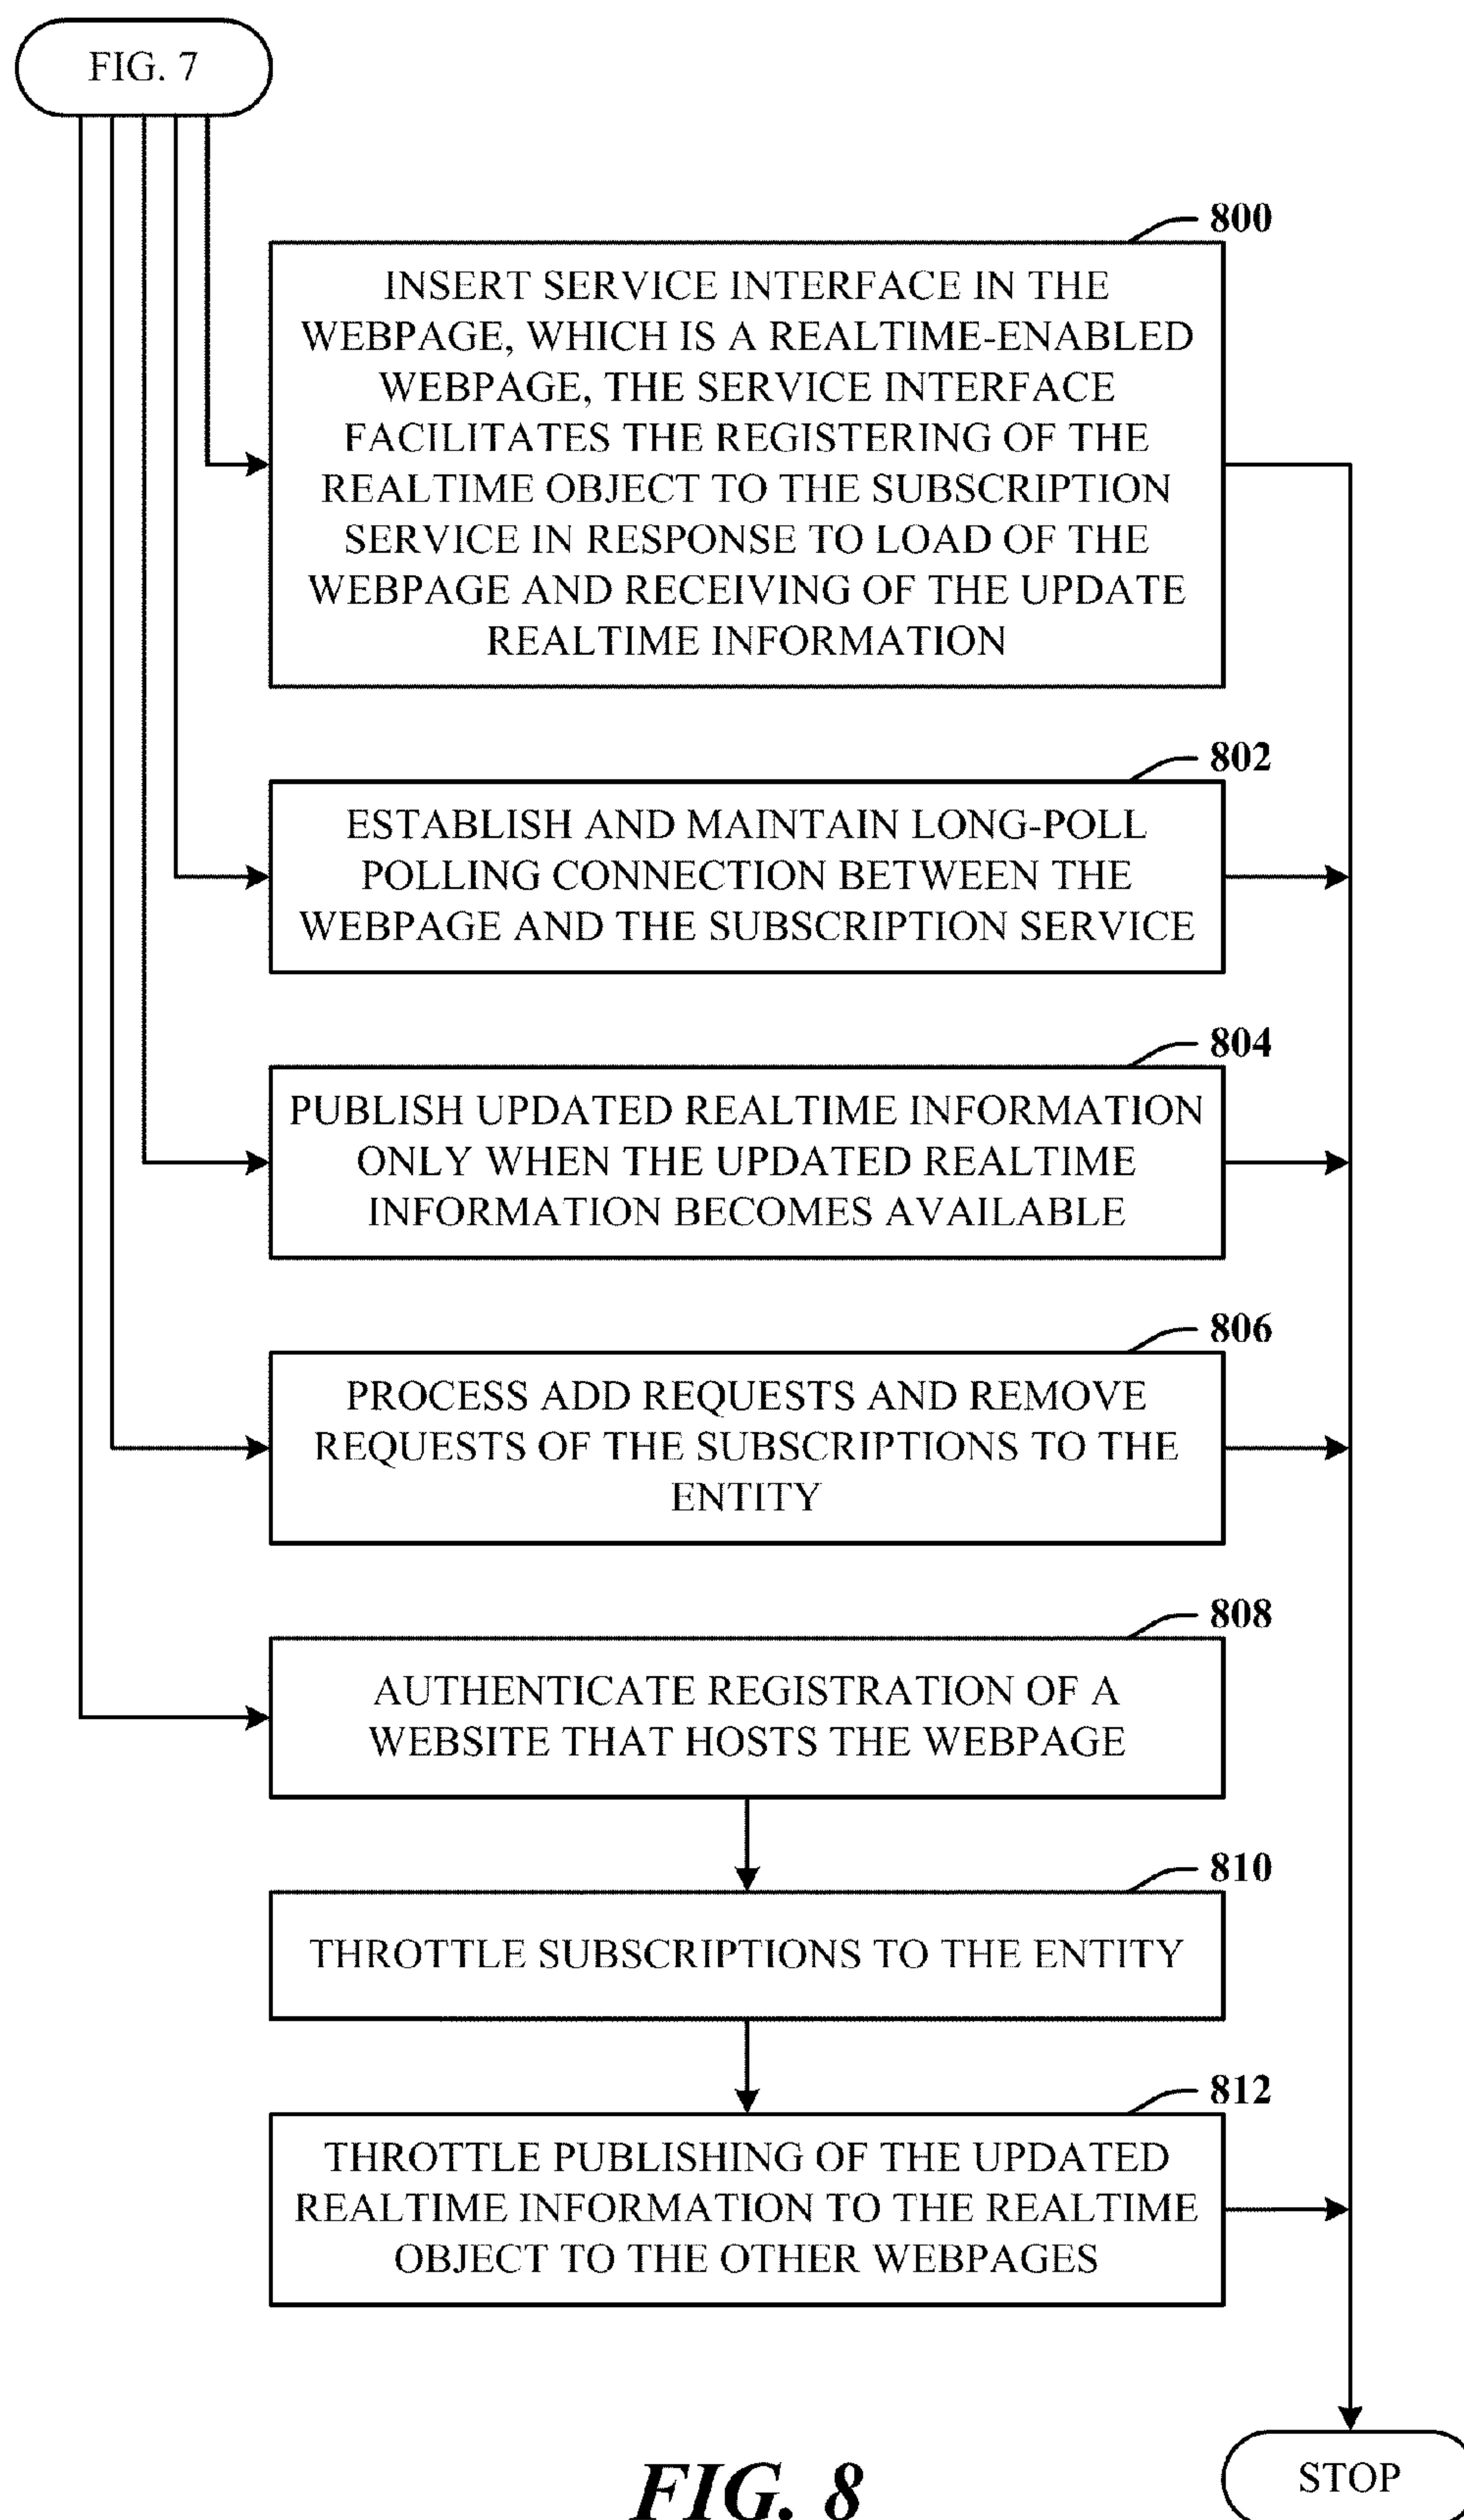 FIG. 7
800
INSERT SERVICE INTERFACE IN THE
WEBPAGE, WHICH IS A REALTIME-ENABLED
WEBPAGE, THE SERVICE INTERFACE
FACILITATES THE REGISTERING OF THE
REALTIME OBJECT TO THE SUBSCRIPTION
SERVICE IN RESPONSE TO LOAD OF THE
WEBPAGE AND RECEIVING OF THE UPDATE
REALTIME INFORMATION
802
ESTABLISH AND MAINTAIN LONG-POLL
POLLING CONNECTION BETWEEN THE
WEBPAGE AND THE SUBSCRIPTION SERVICE
804
PUBLISH UPDATED REALTIME INFORMATION
ONLY WHEN THE UPDATED REALTIME
INFORMATION BECOMES AVAILABLE
806
PROCESS ADD REQUESTS AND REMOVE
REQUESTS OF THE SUBSCRIPTIONS TO THE
ENTITY
808
AUTHENTICATE REGISTRATION OF A
WEBSITE THAT HOSTS THE WEBPAGE
810
THROTTLE SUBSCRIPTIONS TO THE ENTITY
812
THROTTLE PUBLISHING OF THE UPDATED
REALTIME INFORMATION TO THE REALTIME
OBJECT TO THE OTHER WEBPAGES
STOP
FIG. 8